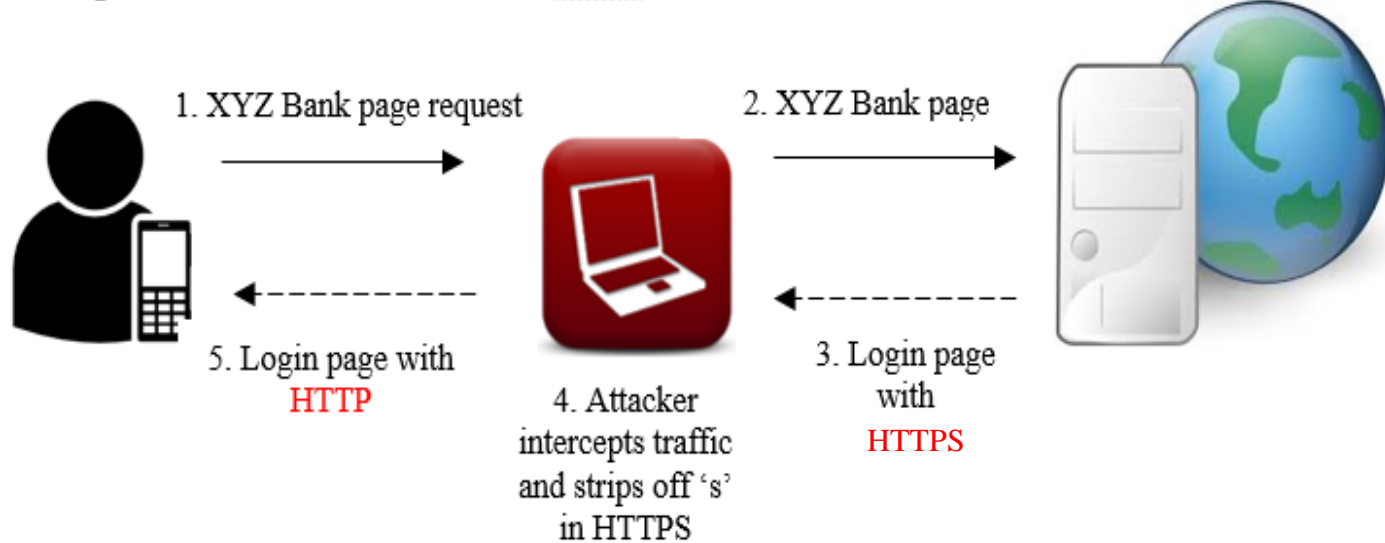 1. XYZ Bank page request
2. XYZ Bank page
3. Login page
with
HTTPS
4. Attacker
intercepts traffic
and strips off ‘s’
in HTTPS
5. Login page with
HTTP